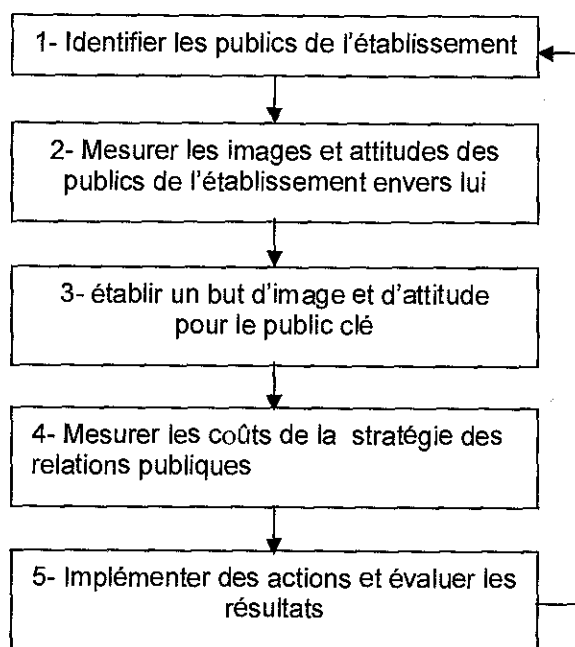 1- Identifier les publics de l'établissement
2- Mesurer les images et attitudes des
publics de l'établissement envers lui
3- établir un but d'image et d'attitude
pour le public clé
4- Mesurer les coûts de la stratégie des
relations publiques
5- Implémenter des actions et évaluer les
résultats